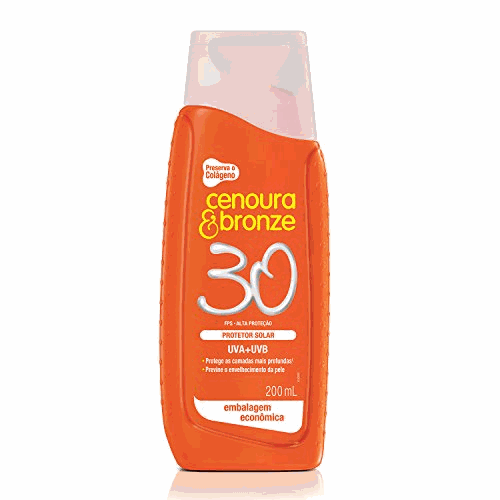 Preserva o
Colágeno
cenoura
&bronze
30
FPS - ALTA PROTEÇÃO
PROTETOR SOLAR
UVA+UVB
• Protege as camadas mais profundas
• Previne o envelhecimento da pele
200 mL
embalagem
econômica